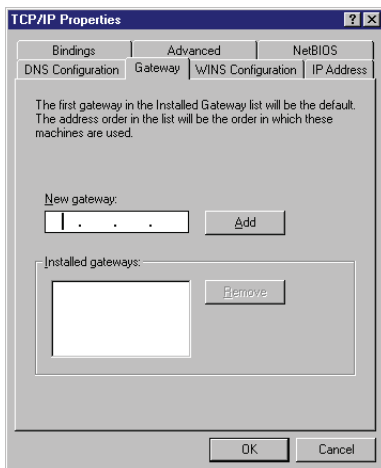 TCP/IP Properties
Bindings Advanced NetBIOS
DNS Configuration Gateway WINS Configuration IP Address
The first gateway in the Installed Gateway list will be the default.
The address order in the list will be the order in which these
machines are used.
New gateway:
. . .
Add
Installed gateways:
Remove
OK Cancel